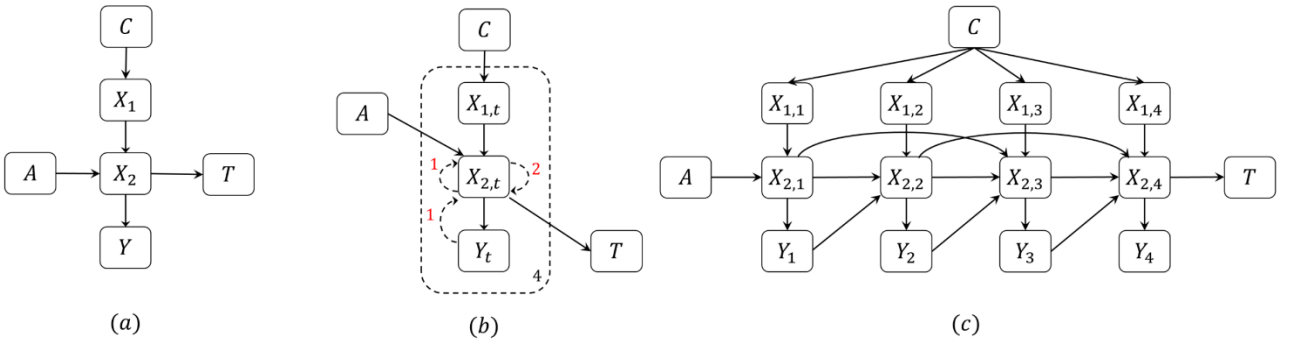 C
X₁
A X₂ T
Y
(a)
C
X₁,t
A
1 X₂,t 2
1
Yₜ T
4
(b)
C
X₁,₁ X₁,₂ X₁,₃ X₁,₄
A X₂,₁ X₂,₂ X₂,₃ X₂,₄ T
Y₁ Y₂ Y₃ Y₄
(c)